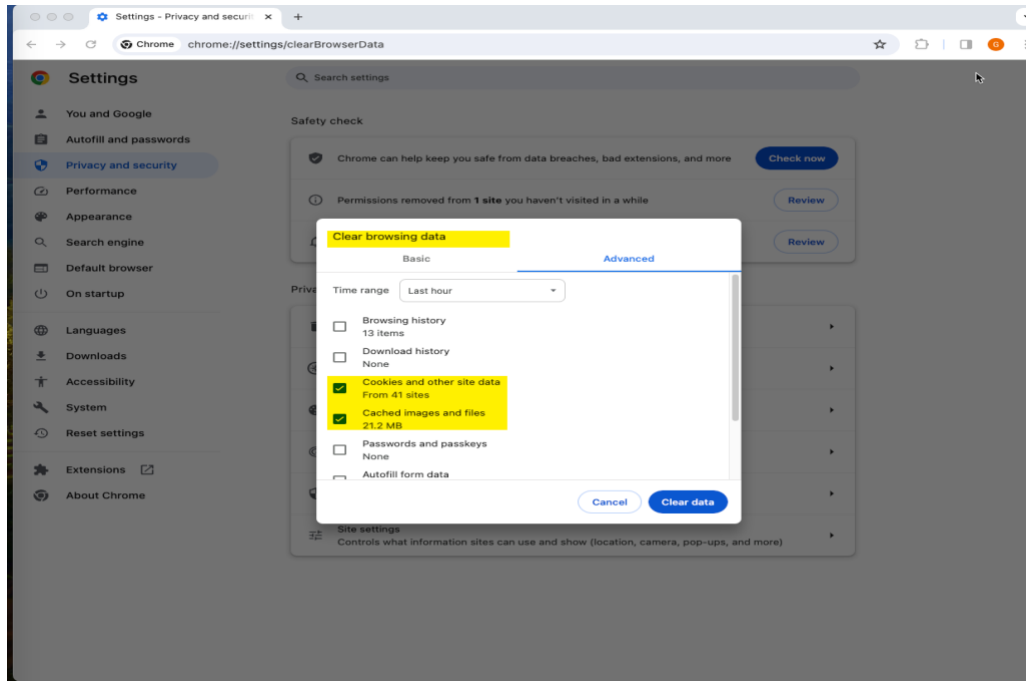 Settings - Privacy and securi
Chrome chrome://settings/clearBrowserData
G
Settings
Search settings
You and Google
Autofill and passwords
Privacy and security
Performance
Appearance
Search engine
Default browser
On startup
Languages
Downloads
Accessibility
System
Reset settings
Extensions
About Chrome
Safety check
Chrome can help keep you safe from data breaches, bad extensions, and more Check now
Permissions removed from 1 site you haven't visited in a while Review
Review
Priva
Clear browsing data
Basic Advanced
Time range Last hour
Browsing history
13 items
Download history
None
Cookies and other site data
From 41 sites
Cached images and files
21.2 MB
Passwords and passkeys
None
Autofill form data
Cancel Clear data
Site settings
Controls what information sites can use and show (location, camera, pop-ups, and more)